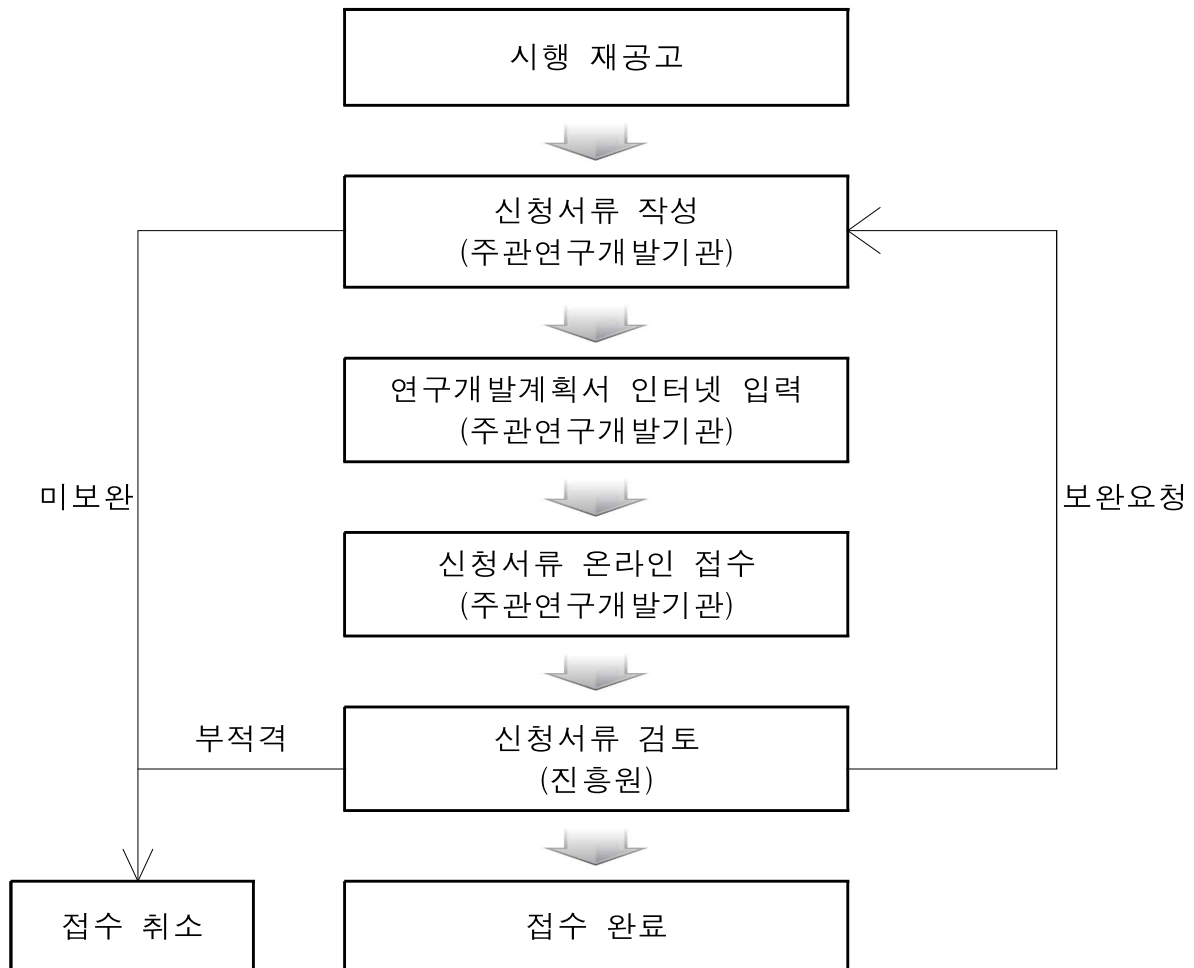 시행 재공고
신청서류 작성
(주관연구개발기관)
연구개발계획서 인터넷 입력
(주관연구개발기관)
미보완
보완요청
신청서류 온라인 접수
(주관연구개발기관)
부적격
신청서류 검토
(진흥원)
접수 취소
접수 완료